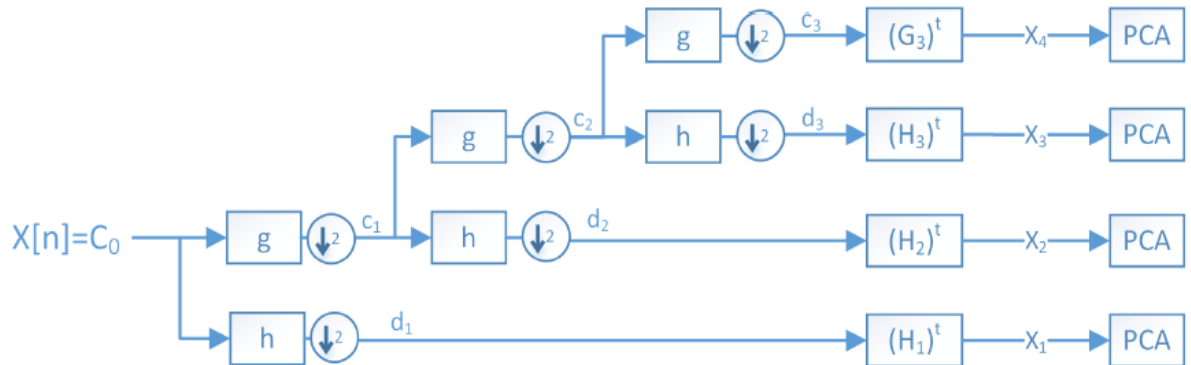 g ↓2 ĉ₃ (G₃)ᵗ X₄ PCA
g ↓2 c₂ h ↓2 d₃ (H₃)ᵗ X₃ PCA
X[n]=C₀ g ↓2 c₁ h ↓2 d₂ (H₂)ᵗ X₂ PCA
h ↓2 d₁ (H₁)ᵗ X₁ PCA